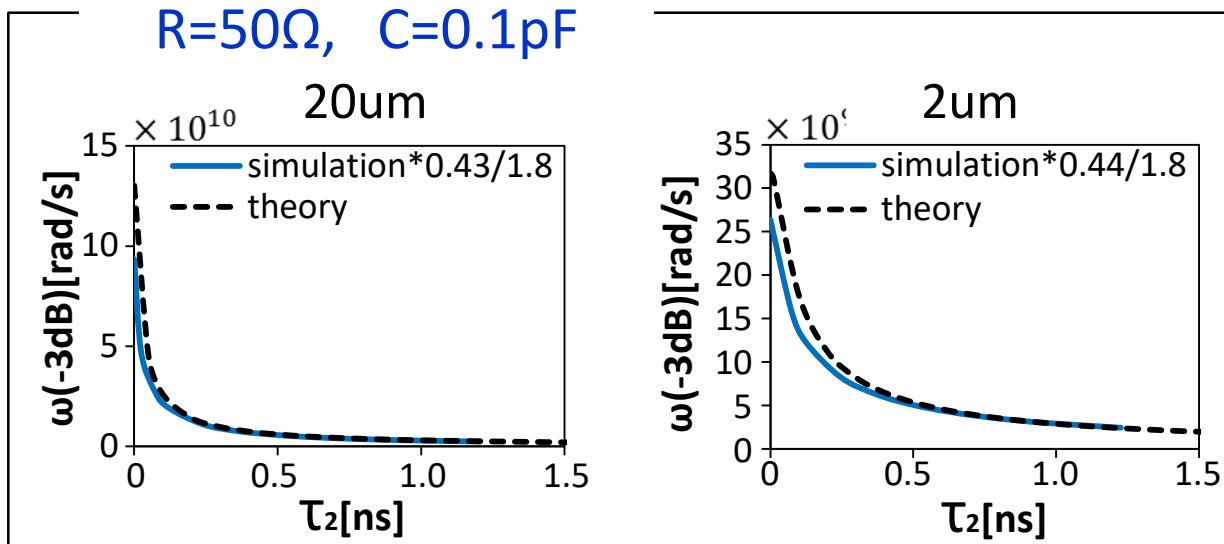 R=50Ω, C=0.1pF
20um
× 10¹⁰
simulation*0.43/1.8
theory
ω(-3dB)[rad/s]
15
10
5
0
0 0.5 1.0 1.5
τ₂[ns]
2um
× 10⁹
simulation*0.44/1.8
theory
ω(-3dB)[rad/s]
35
30
25
20
15
10
5
0
0 0.5 1.0 1.5
τ₂[ns]